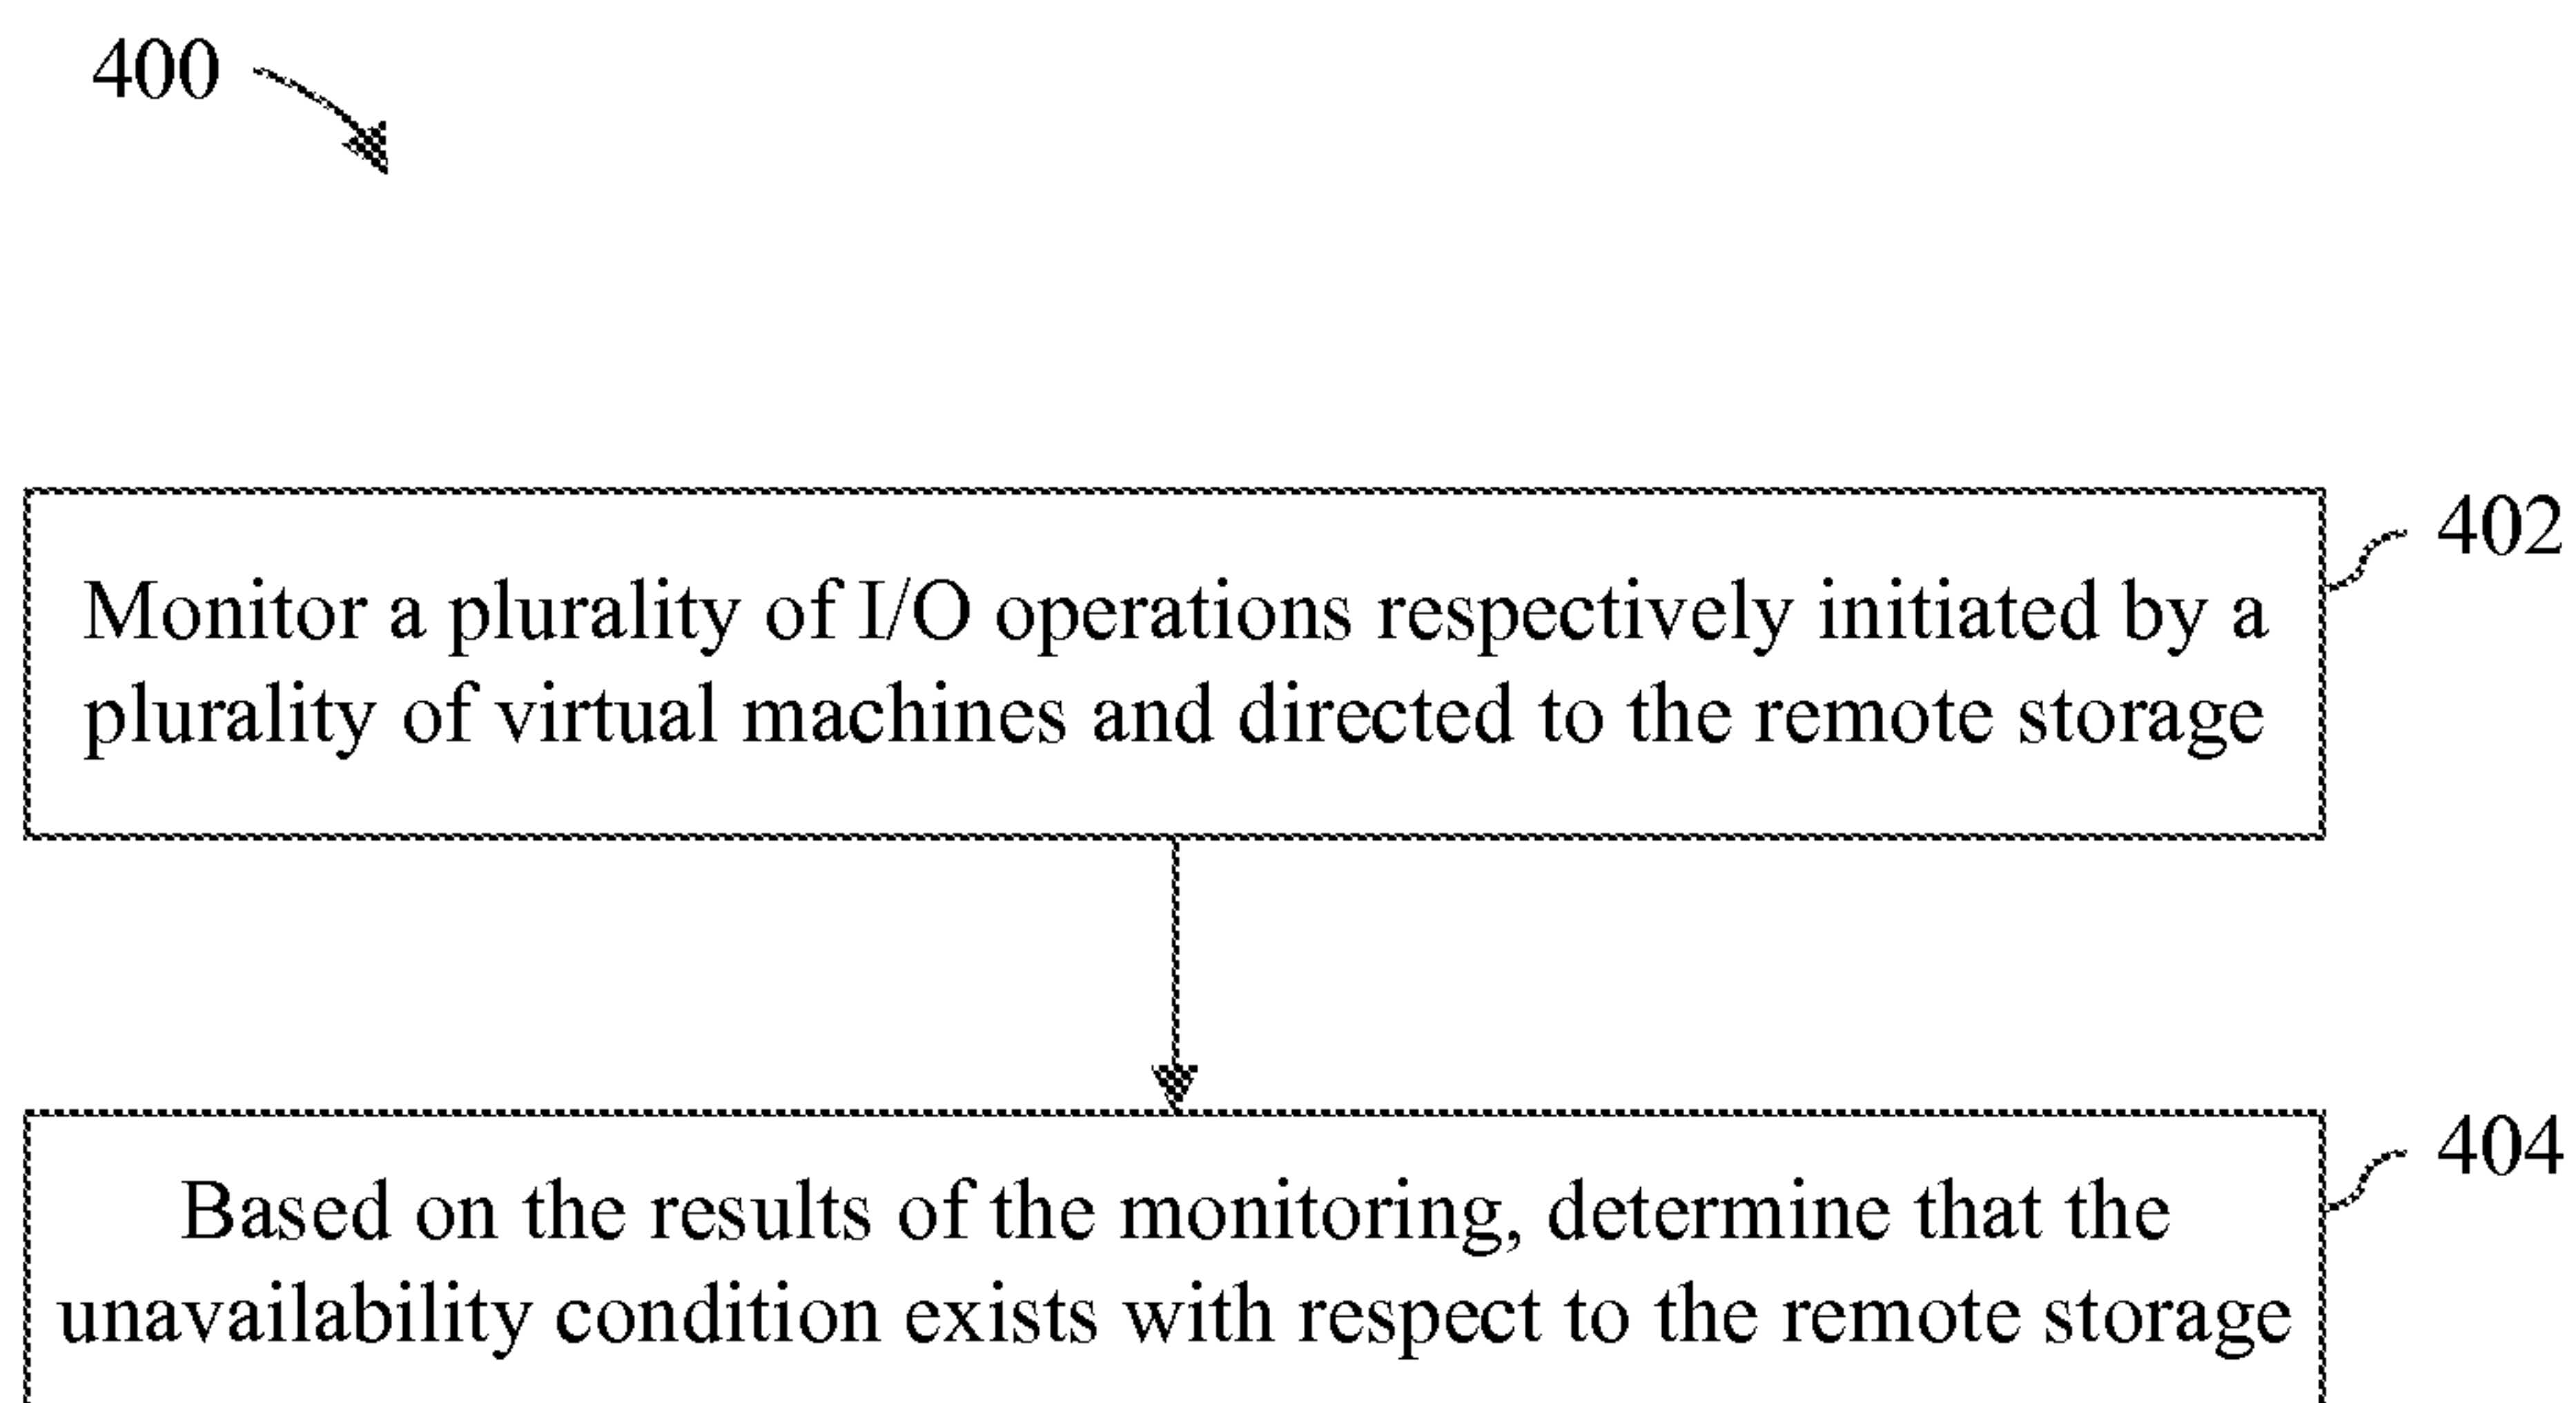 400
402
Monitor a plurality of I/O operations respectively initiated by a
plurality of virtual machines and directed to the remote storage
404
Based on the results of the monitoring, determine that the
unavailability condition exists with respect to the remote storage